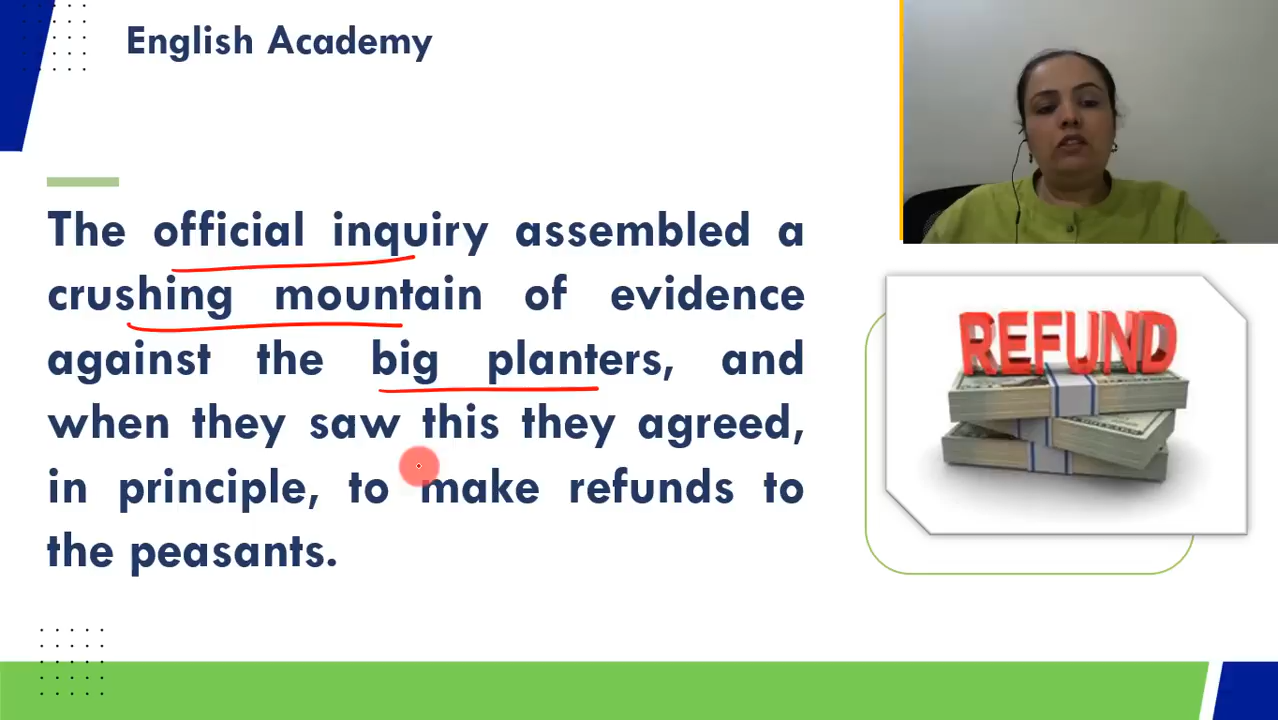 English Academy
The official inquiry assembled a
crushing mountain of evidence
against the big planters, and
when they saw this they agreed,
in principle, to make refunds to
the peasants.
REFUND